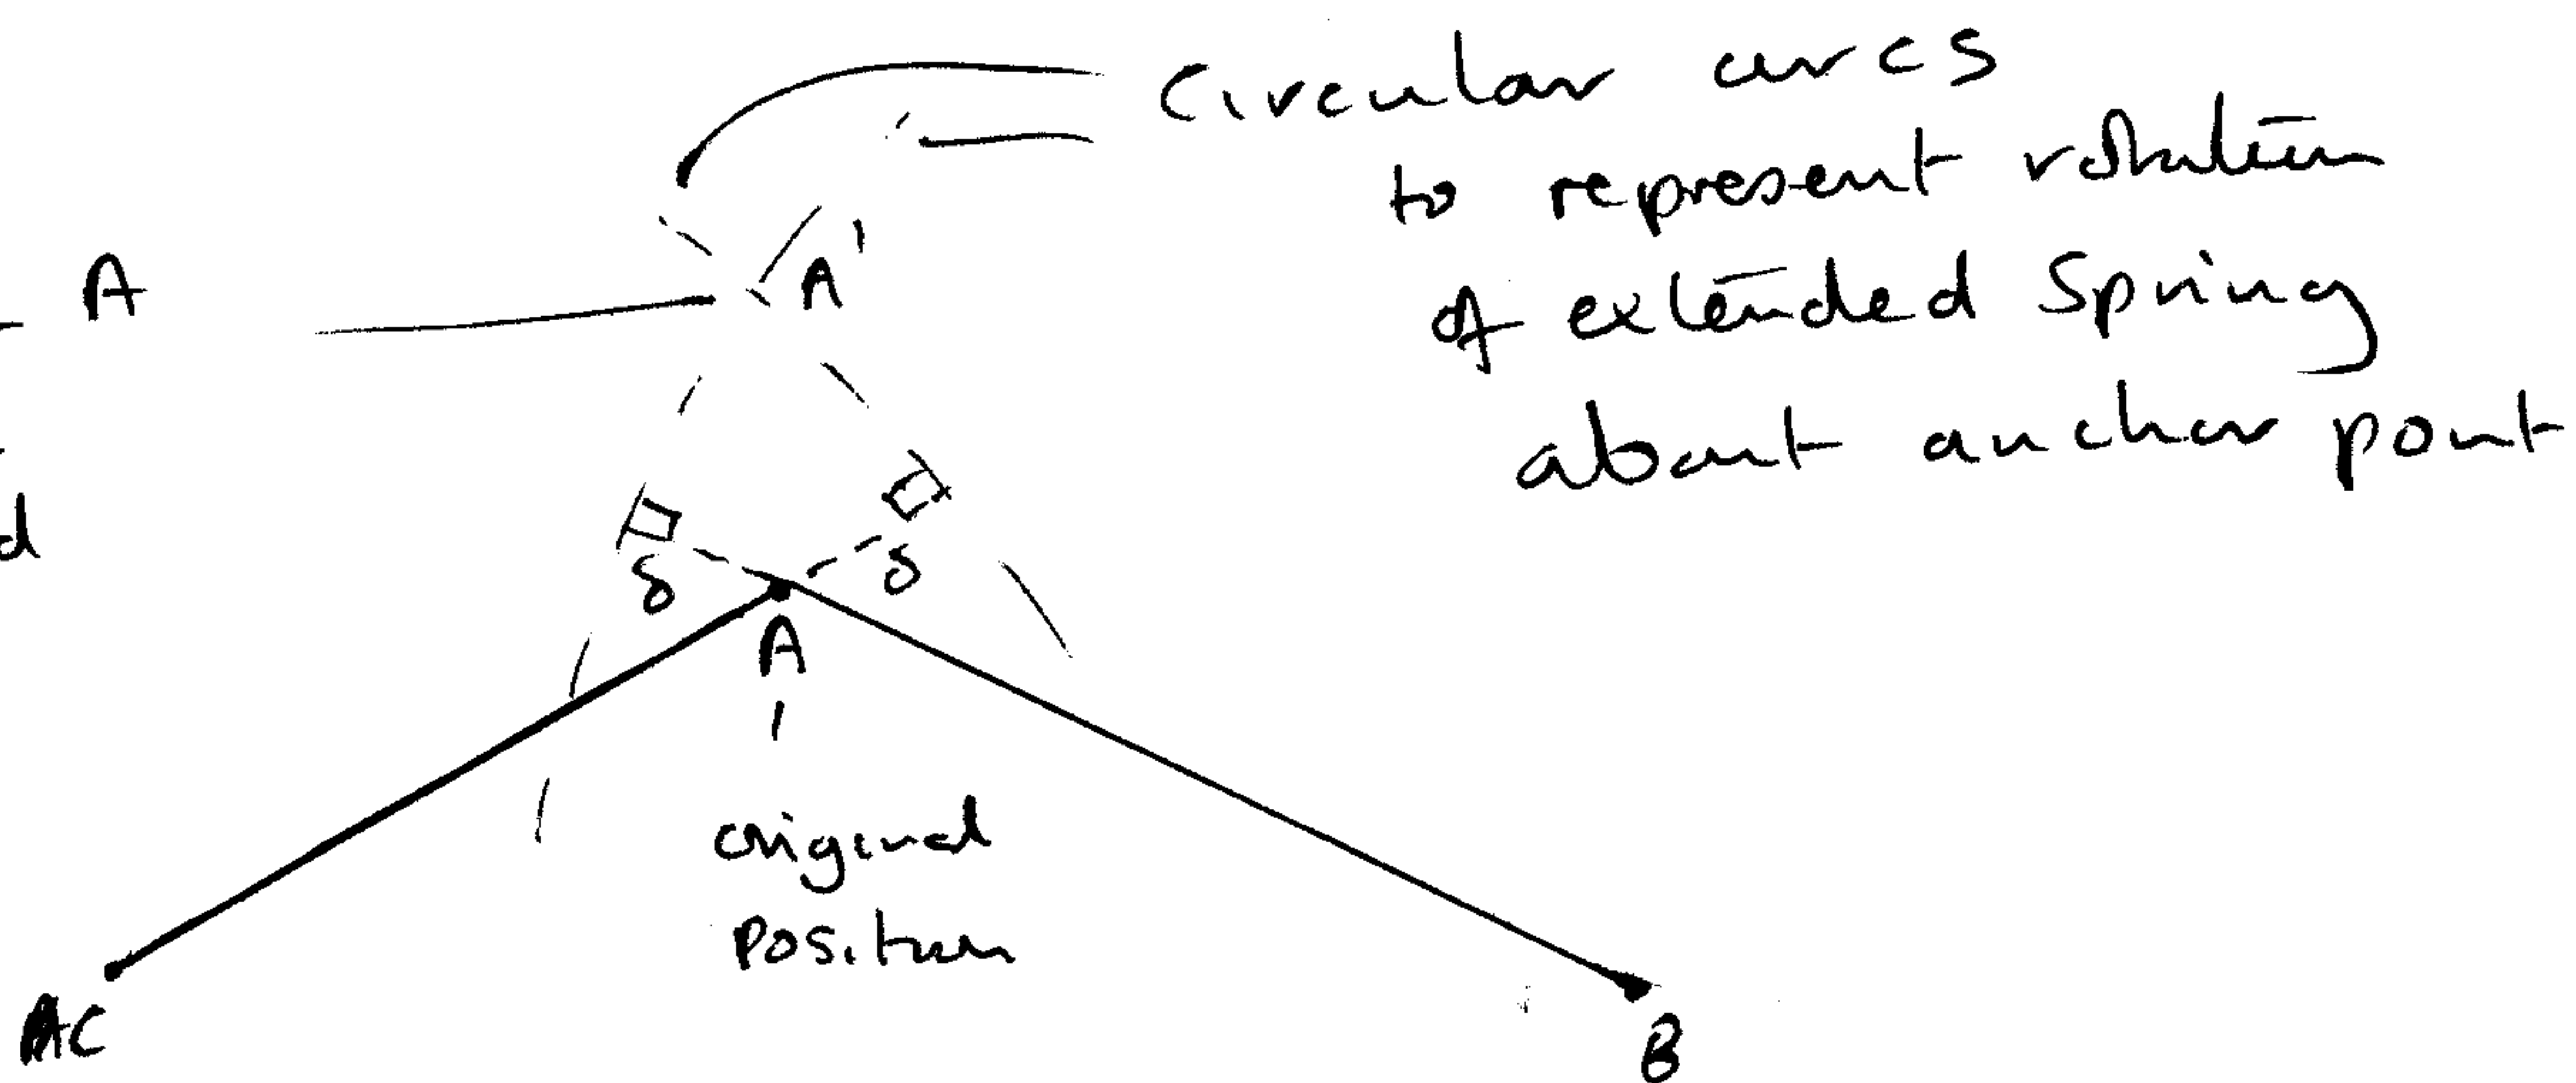 Circular arcs
to represent rotation
of extended spring
about anchor point
A
A'
d
δ
δ
A
original
position
C
B